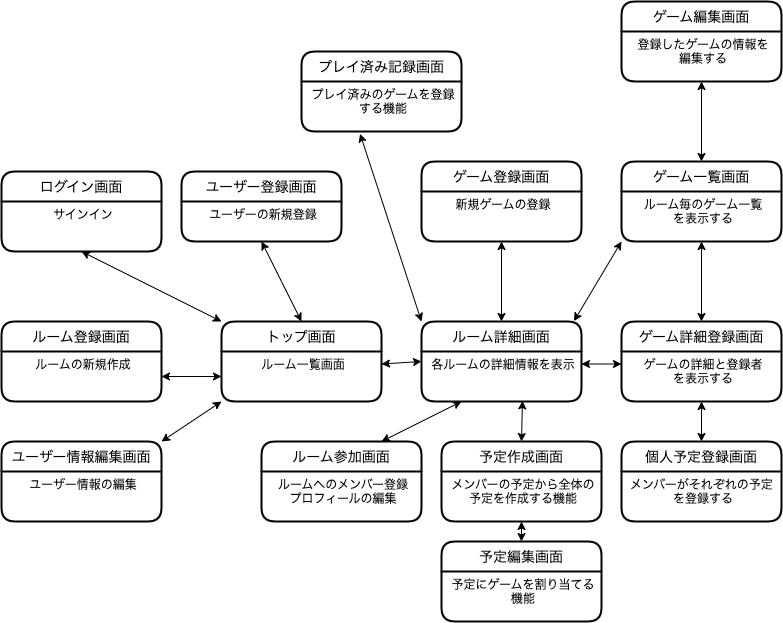 ゲーム編集画面
登録したゲームの情報を
編集する
プレイ済み記録画面
プレイ済みのゲームを登録
する機能
ログイン画面
サインイン
ユーザー登録画面
ユーザーの新規登録
ゲーム登録画面
新規ゲームの登録
ゲーム一覧画面
ルーム毎のゲーム一覧
を表示する
ルーム登録画面
ルームの新規作成
トップ画面
ルーム一覧画面
ルーム詳細画面
各ルームの詳細情報を表示
ゲーム詳細登録画面
ゲームの詳細と登録者
を表示する
ユーザー情報編集画面
ユーザー情報の編集
ルーム参加画面
ルームへのメンバー登録
プロフィールの編集
予定作成画面
メンバーの予定から全体の
予定を作成する機能
個人予定登録画面
メンバーがそれぞれの予定
を登録する
予定編集画面
予定にゲームを割り当てる
機能